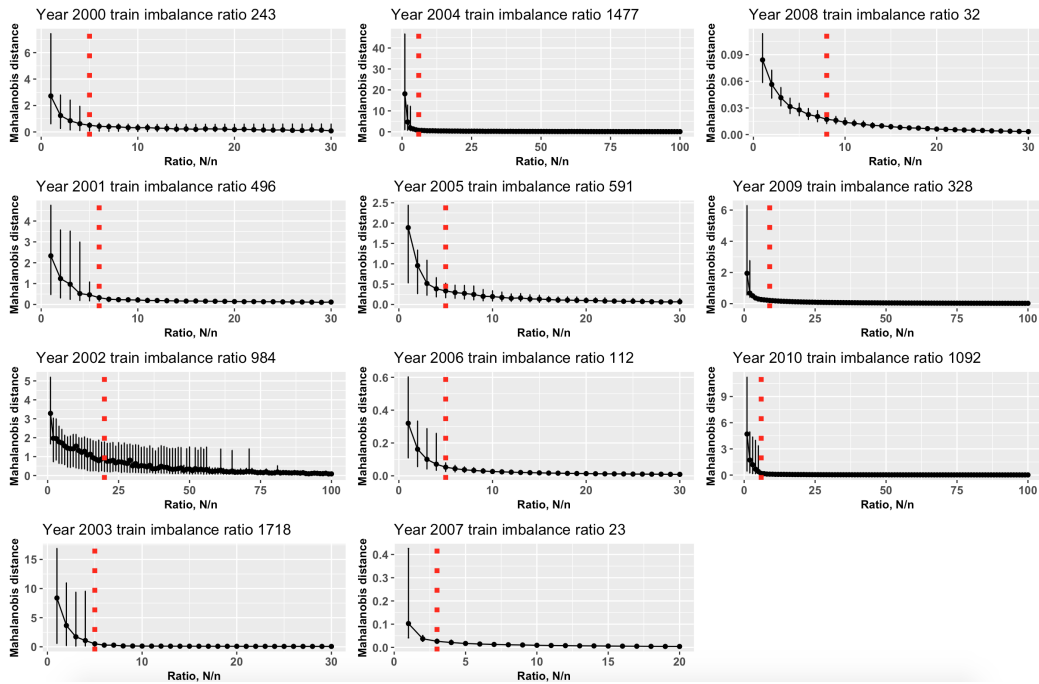 Year 2000 train imbalance ratio 243
Mahalanobis distance
6
4
2
0
0 10 20 30
Ratio, N/n
Year 2004 train imbalance ratio 1477
Mahalanobis distance
40
30
20
10
0
0 25 50 75 100
Ratio, N/n
Year 2008 train imbalance ratio 32
Mahalanobis distance
0.09
0.06
0.03
0.00
0 10 20 30
Ratio, N/n
Year 2001 train imbalance ratio 496
Mahalanobis distance
4
3
2
1
0
0 10 20 30
Ratio, N/n
Year 2005 train imbalance ratio 591
Mahalanobis distance
2.5
2.0
1.5
1.0
0.5
0.0
0 10 20 30
Ratio, N/n
Year 2009 train imbalance ratio 328
Mahalanobis distance
6
4
2
0
0 25 50 75 100
Ratio, N/n
Year 2002 train imbalance ratio 984
Mahalanobis distance
5
4
3
2
1
0
0 25 50 75 100
Ratio, N/n
Year 2006 train imbalance ratio 112
Mahalanobis distance
0.6
0.4
0.2
0.0
0 10 20 30
Ratio, N/n
Year 2010 train imbalance ratio 1092
Mahalanobis distance
9
6
3
0
0 25 50 75 100
Ratio, N/n
Year 2003 train imbalance ratio 1718
Mahalanobis distance
15
10
5
0
0 10 20 30
Ratio, N/n
Year 2007 train imbalance ratio 23
Mahalanobis distance
0.4
0.3
0.2
0.1
0.0
0 5 10 15 20
Ratio, N/n